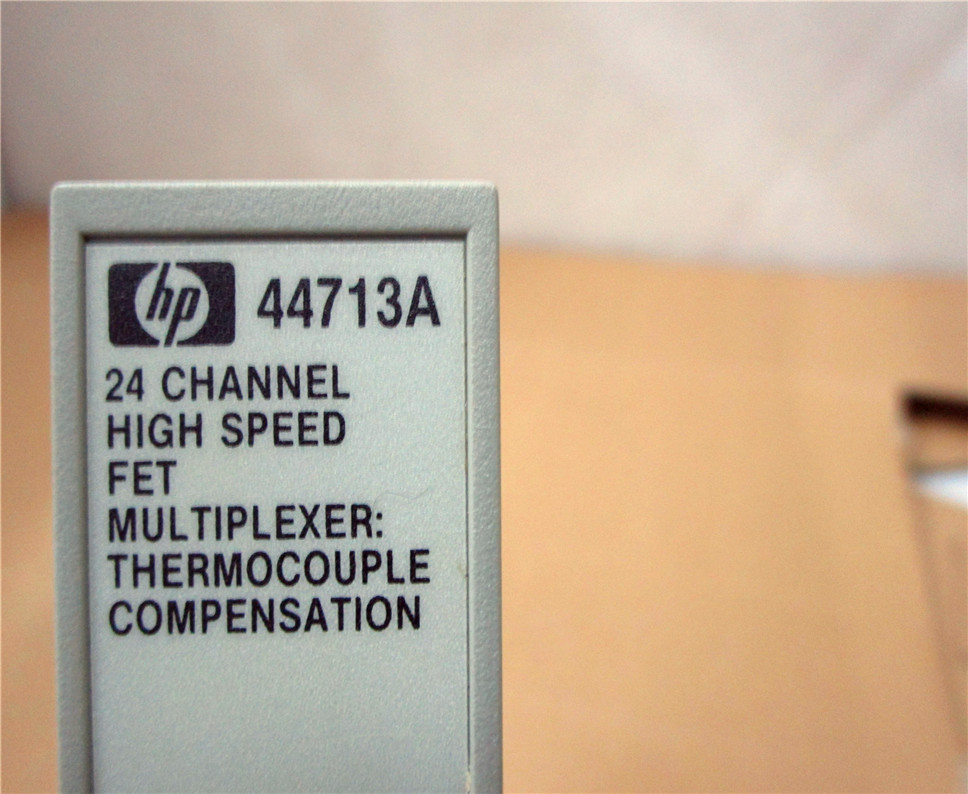 hp 44713A
24 CHANNEL
HIGH SPEED
FET
MULTIPLEXER:
THERMOCOUPLE
COMPENSATION